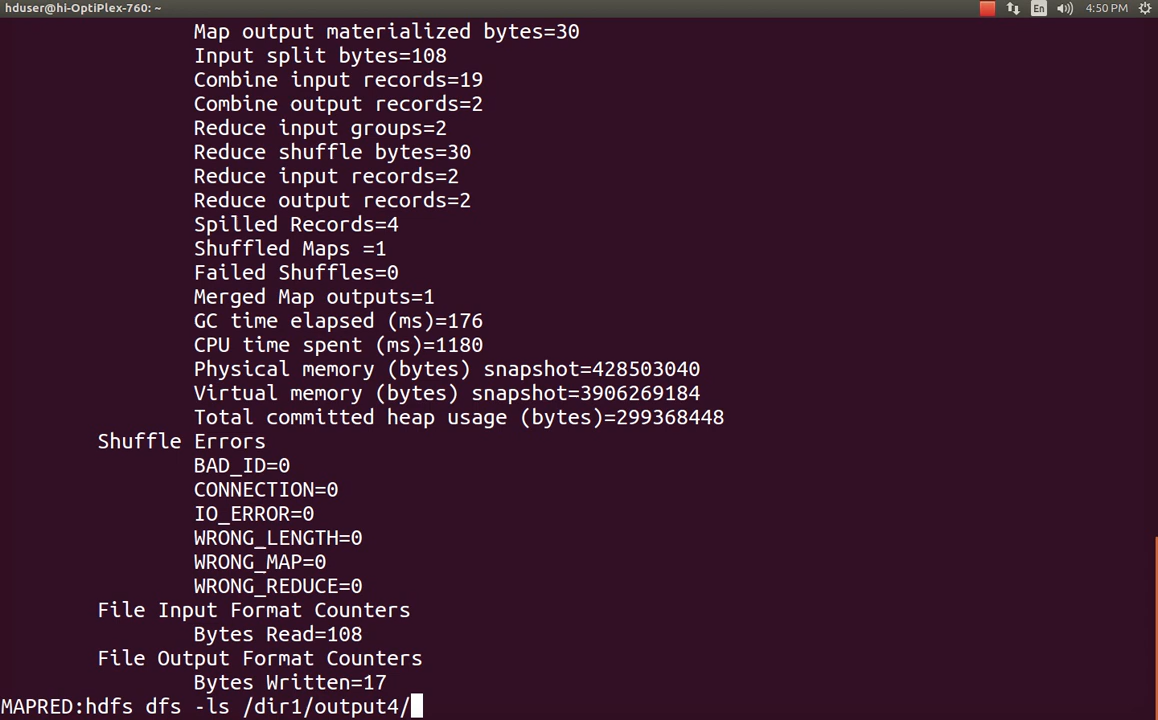 hduser@hi-OptiPlex-760: ~
En
4:50 PM
Map output materialized bytes=30
Input split bytes=108
Combine input records=19
Combine output records=2
Reduce input groups=2
Reduce shuffle bytes=30
Reduce input records=2
Reduce output records=2
Spilled Records=4
Shuffled Maps =1
Failed Shuffles=0
Merged Map outputs=1
GC time elapsed (ms)=176
CPU time spent (ms)=1180
Physical memory (bytes) snapshot=428503040
Virtual memory (bytes) snapshot=3906269184
Total committed heap usage (bytes)=299368448
Shuffle Errors
BAD_ID=0
CONNECTION=0
IO_ERROR=0
WRONG_LENGTH=0
WRONG_MAP=0
WRONG_REDUCE=0
File Input Format Counters
Bytes Read=108
File Output Format Counters
Bytes Written=17
MAPRED:hdfs dfs -ls /dir1/output4/